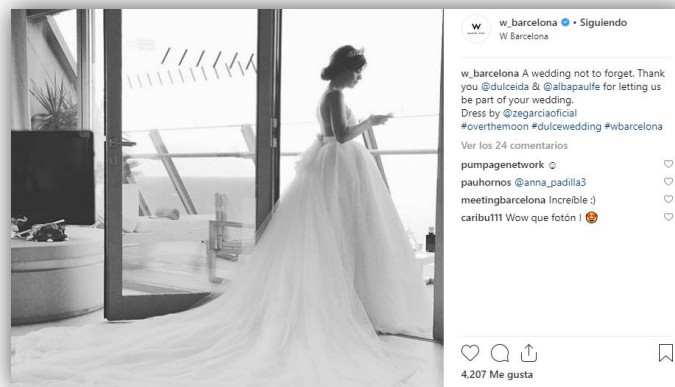 w_barcelona • Siguiendo
W Barcelona
w_barcelona A wedding not to forget. Thank
you @dulceida & @albapaulfe for letting us
be part of your wedding.
Dress by @zegarciaoficial
#overthemoon #dulcewedding #wbarcelona
Ver los 24 comentarios
pumpagenetwork ☺
pauhornos @anna_padilla3
meetingbarcelona Increíble :)
caribu111 Wow que fotón ! 😍
4,207 Me gusta